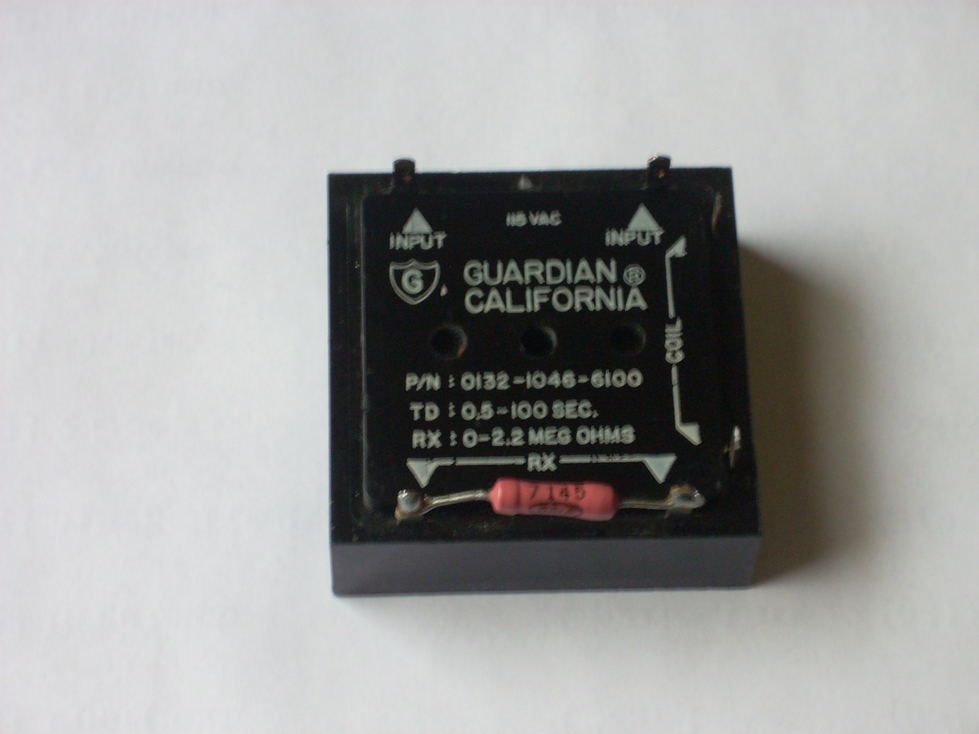 115 VAC
INPUT INPUT
G GUARDIAN ®
CALIFORNIA
COIL
P/N : 0132-1046-6100
TD : 0.5-100 SEC.
RX : 0-2.2 MEG OHMS
RX
7145